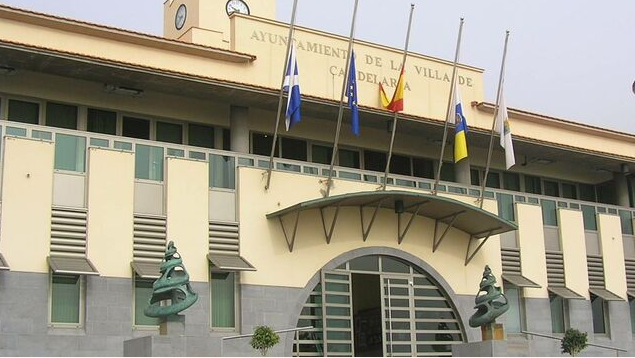 AYUNTAMIENTO DE LA VILLA DE
CANDELARIA